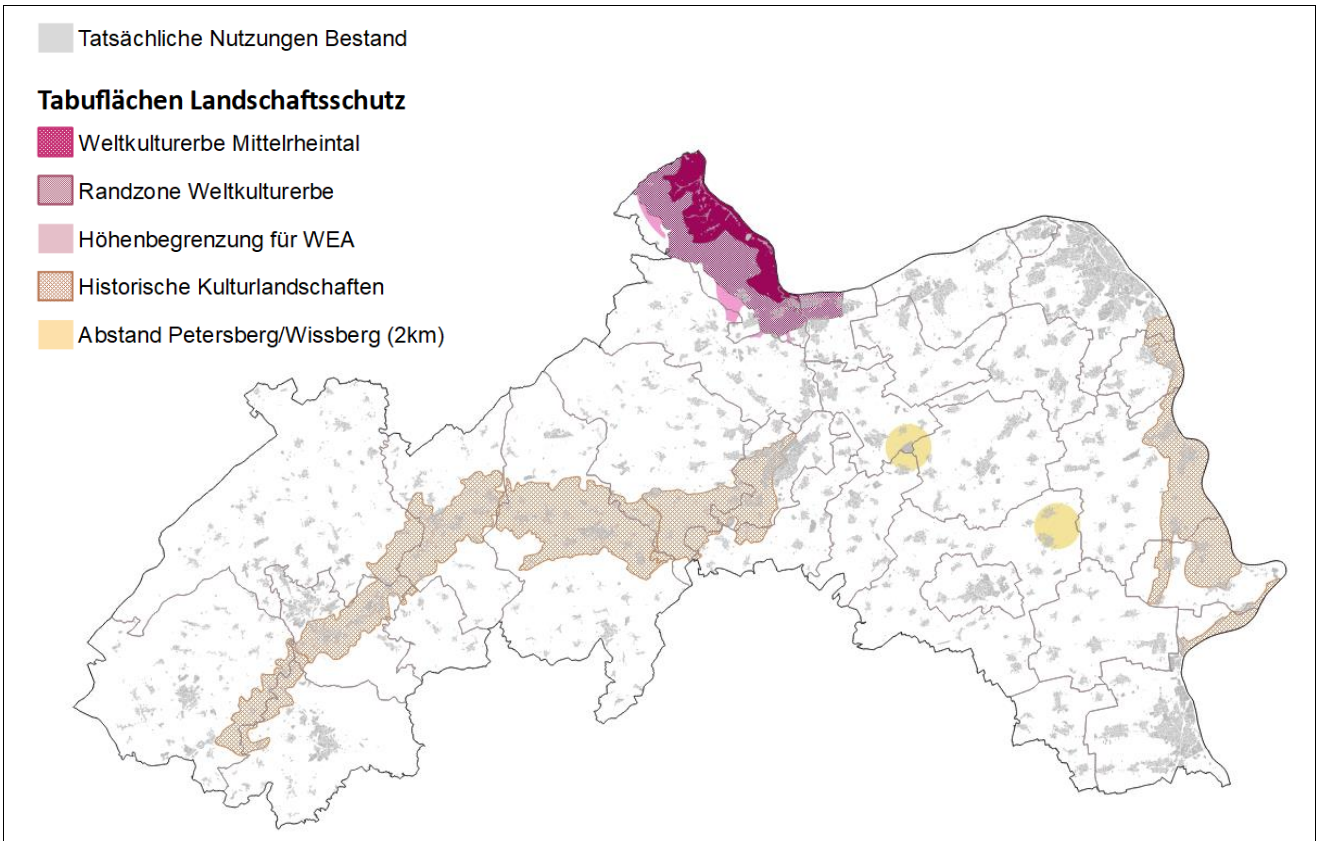 Tatsächliche Nutzungen Bestand
Tabuflächen Landschaftsschutz
Weltkulturerbe Mittelrheintal
Randzone Weltkulturerbe
Höhenbegrenzung für WEA
Historische Kulturlandschaften
Abstand Petersberg/Wissberg (2km)